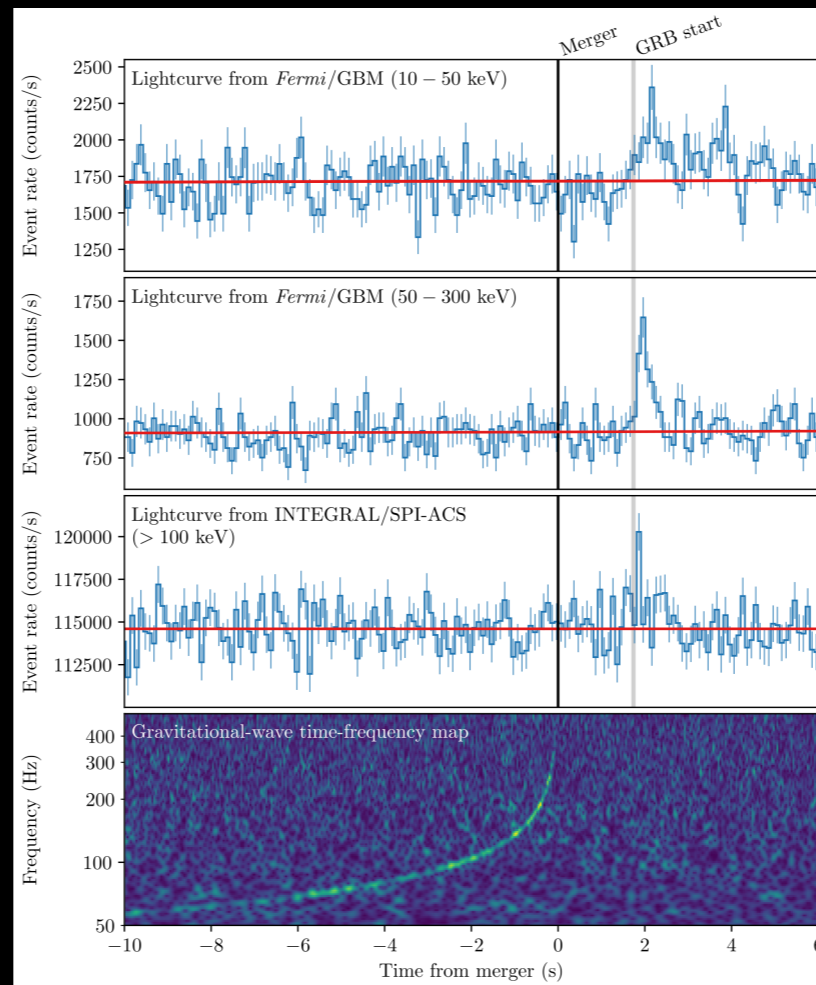 Merger
GRB start
Lightcurve from Fermi/GBM (10 − 50 keV)
Event rate (counts/s)
2500
2250
2000
1750
1500
1250
Lightcurve from Fermi/GBM (50 − 300 keV)
Event rate (counts/s)
1750
1500
1250
1000
750
Lightcurve from INTEGRAL/SPI-ACS
(> 100 keV)
Event rate (counts/s)
120000
117500
115000
112500
Gravitational-wave time-frequency map
Frequency (Hz)
400
300
200
100
50
−10 −8 −6 −4 −2 0 2 4 6
Time from merger (s)